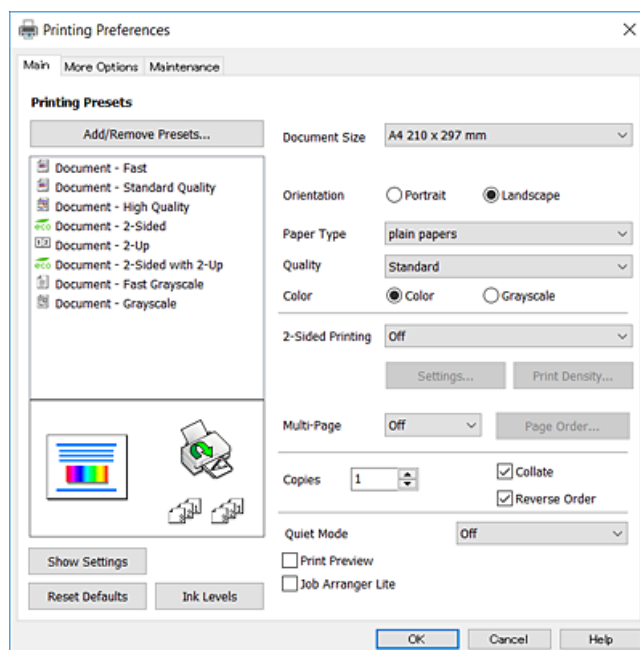 Printing Preferences
Main More Options Maintenance
Printing Presets
Add/Remove Presets...
Document - Fast
Document - Standard Quality
Document - High Quality
eco Document - 2-Sided
Document - 2-Up
eco Document - 2-Sided with 2-Up
Document - Fast Grayscale
Document - Grayscale
Show Settings
Reset Defaults Ink Levels
Document Size A4 210 x 297 mm
Orientation Portrait Landscape
Paper Type plain papers
Quality Standard
Color Color Grayscale
2-Sided Printing Off
Settings... Print Density...
Multi-Page Off Page Order...
Copies 1 Collate
Reverse Order
Quiet Mode Off
Print Preview
Job Arranger Lite
OK Cancel Help